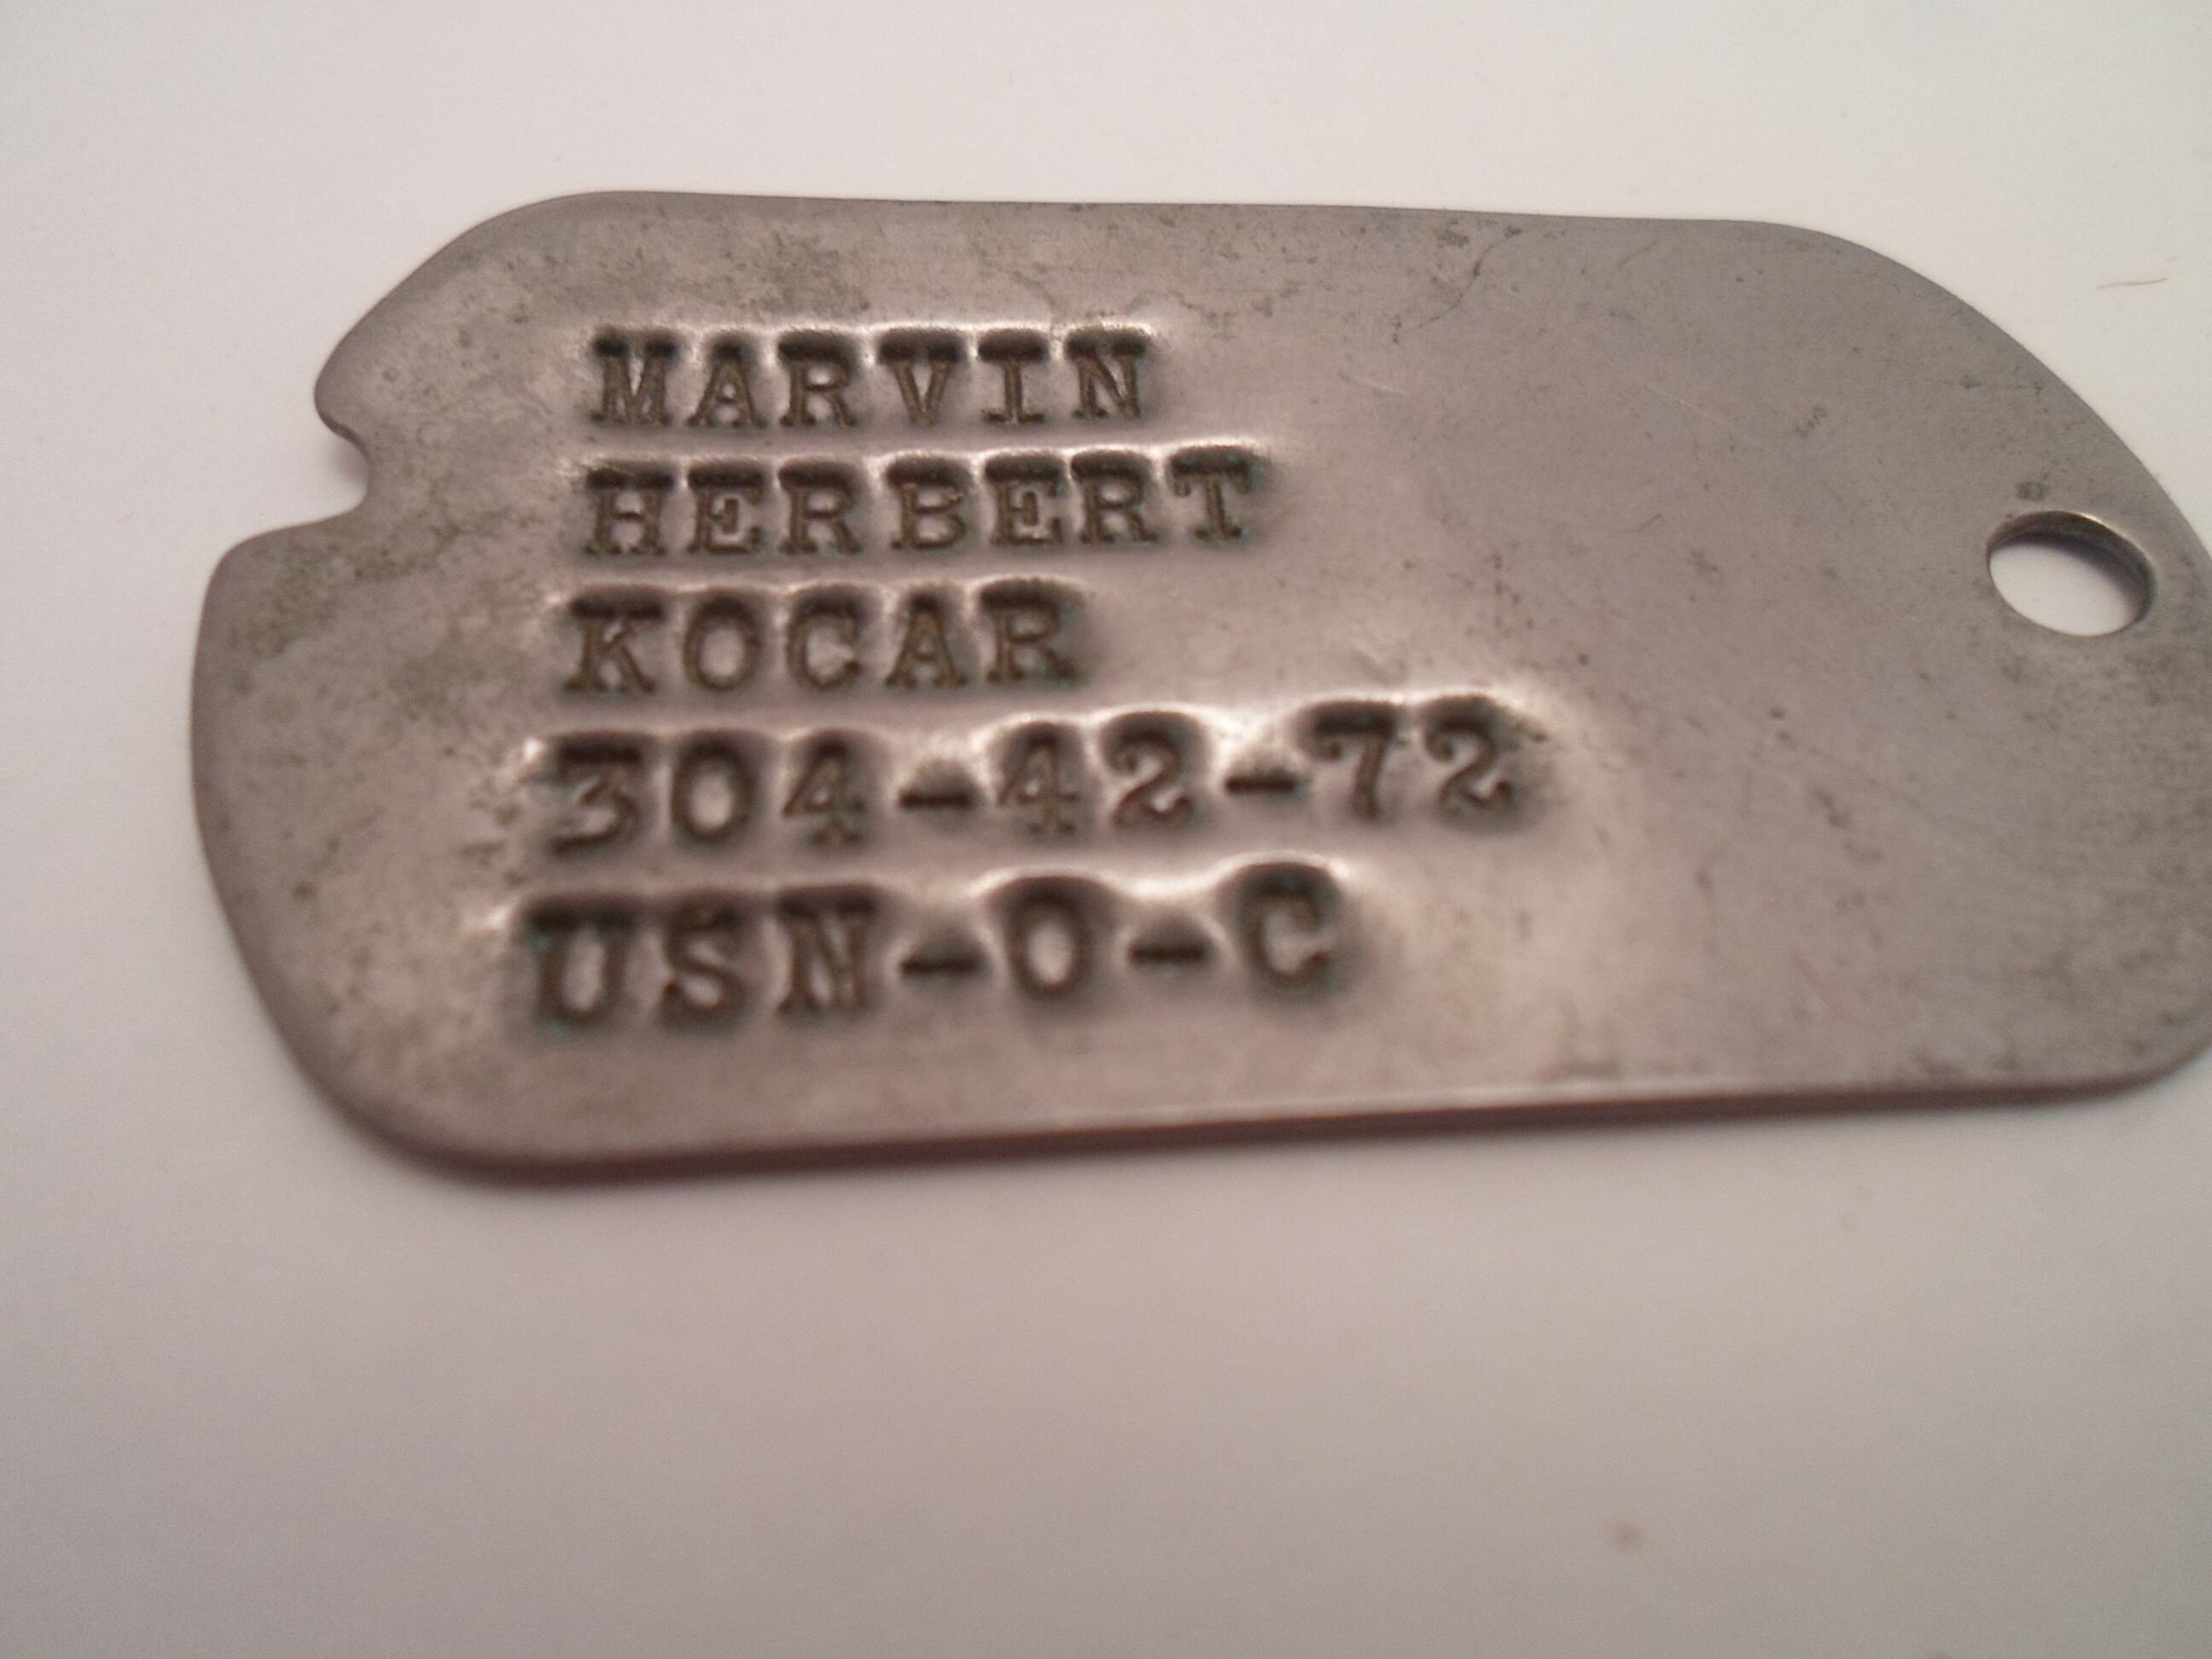 MARVIN
HERBERT
KOCAR
304-42-72
USN-O-C